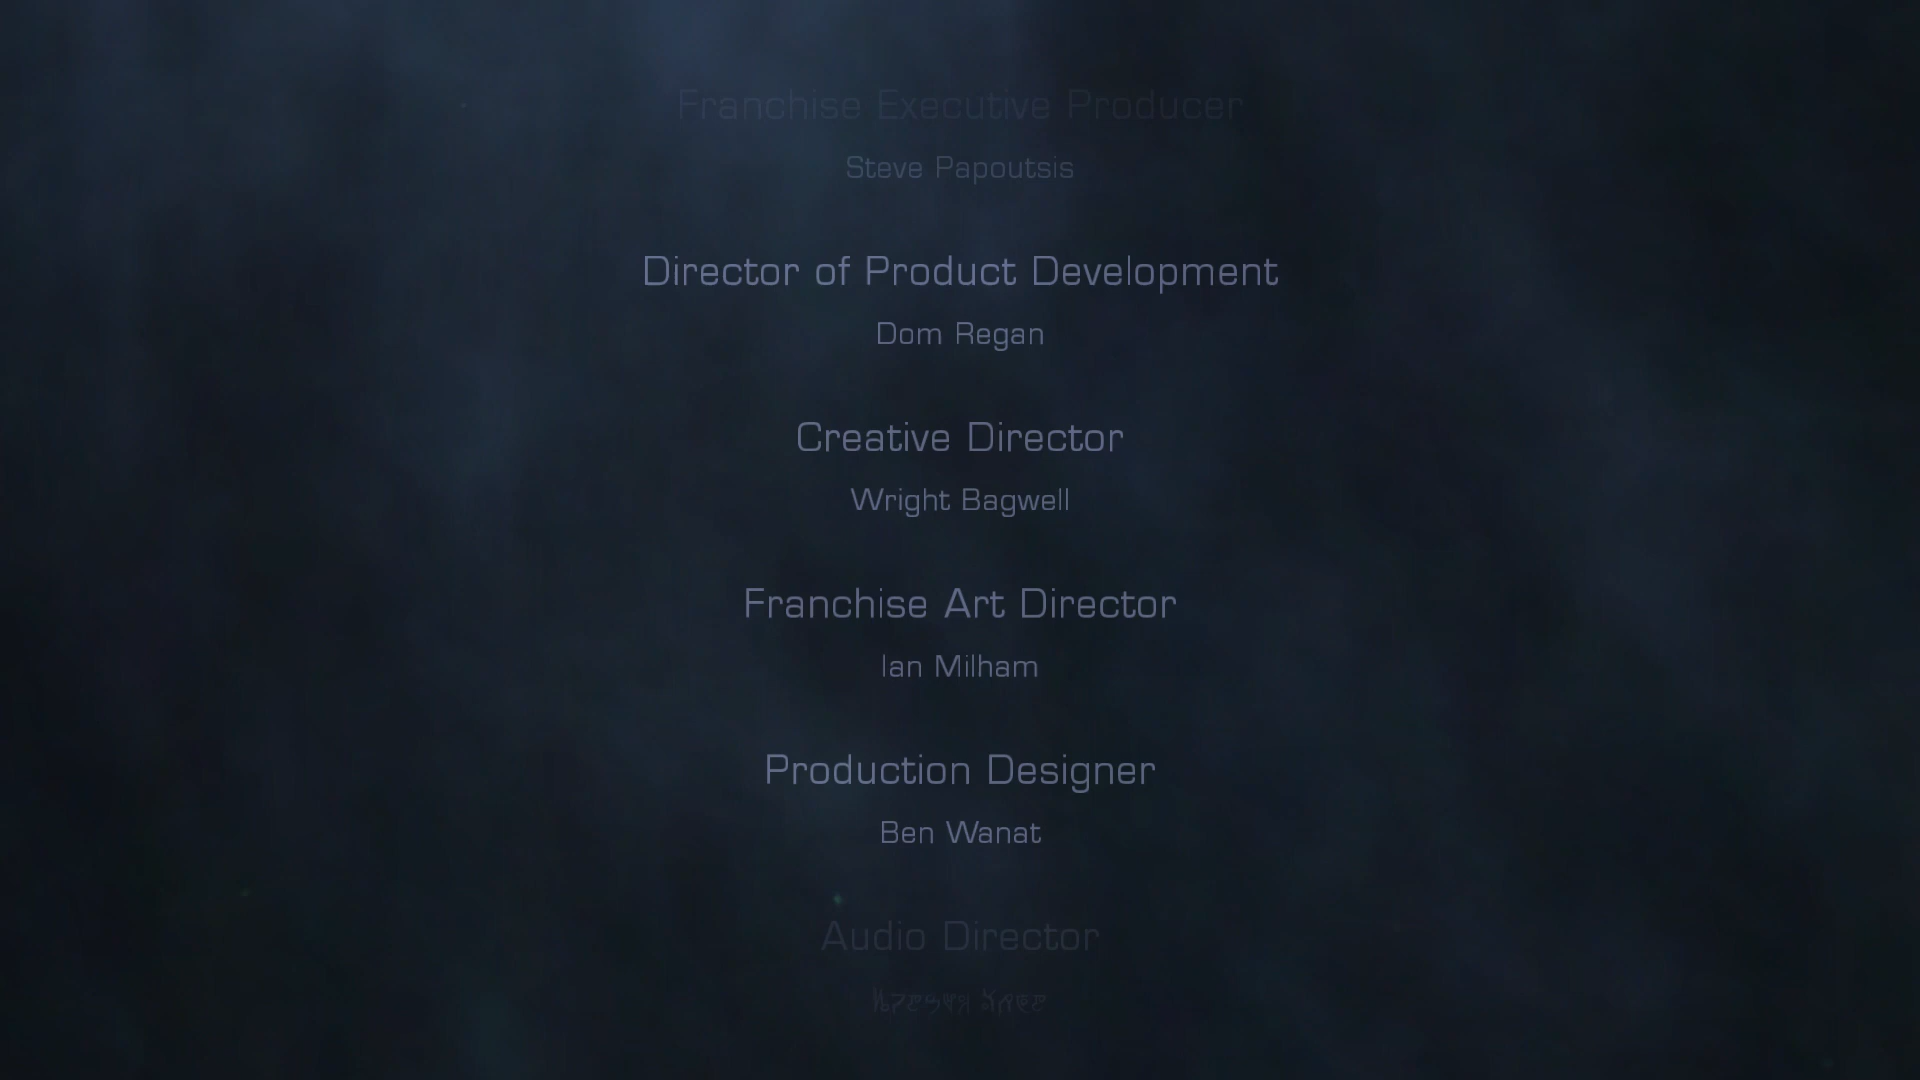 Franchise Executive Producer
Steve Papoutsis
Director of Product Development
Dom Regan
Creative Director
Wright Bagwell
Franchise Art Director
Ian Milham
Production Designer
Ben Wanat
Audio Director